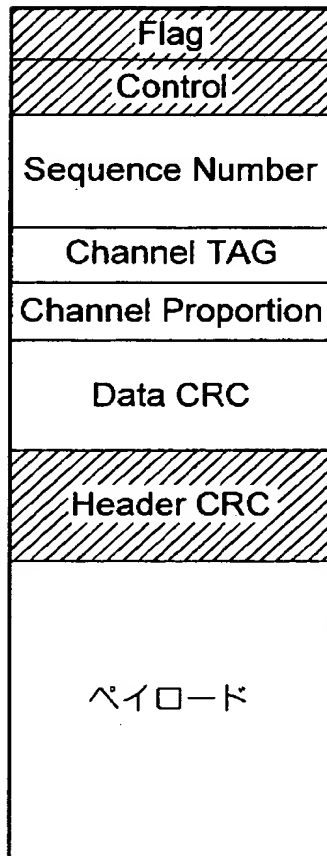 Flag
Control
Sequence Number
Channel TAG
Channel Proportion
Data CRC
Header CRC
ペイロード